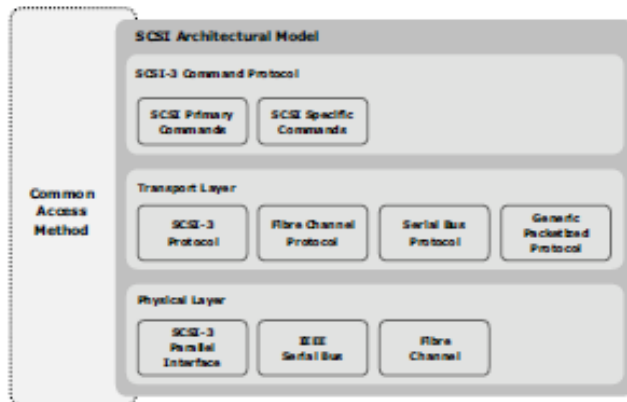 SCSI Architectural Model
SCSI-3 Command Protocol
SCSI Primary
Commands
SCSI Specific
Commands
Common
Access
Method
Transport Layer
SCSI-3
Protocol
Fibre Channel
Protocol
Serial Bus
Protocol
Generic
Packetized
Protocol
Physical Layer
SCSI-3
Parallel
Interface
IEEE
Serial Bus
Fibre
Channel